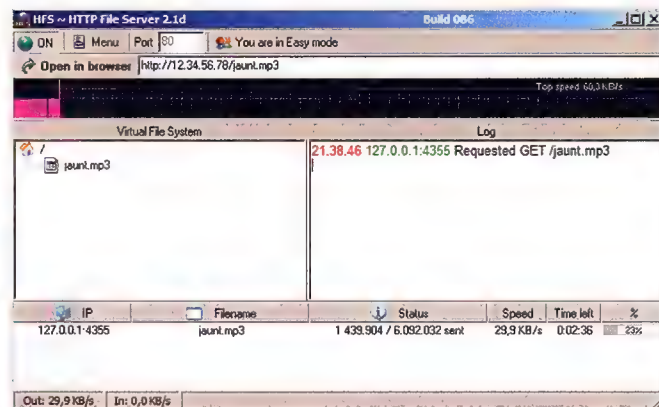 HFS ~ HTTP File Server 2.1d Build 086
ON Menu Port 80 You are in Easy mode
Open in browser http://12.34.56.78/jaunt.mp3
Top speed 60,3 KB/s
Virtual File System Log
/
jaunt.mp3
21.38.46 127.0.0.1:4355 Requested GET /jaunt.mp3
IP Filename Status Speed Time left %
127.0.0.1:4355 jaunt.mp3 1 439.904 / 6.092.032 sent 29,9 KB/s 0:02:36 23%
Out: 29,9 KB/s In: 0,0 KB/s